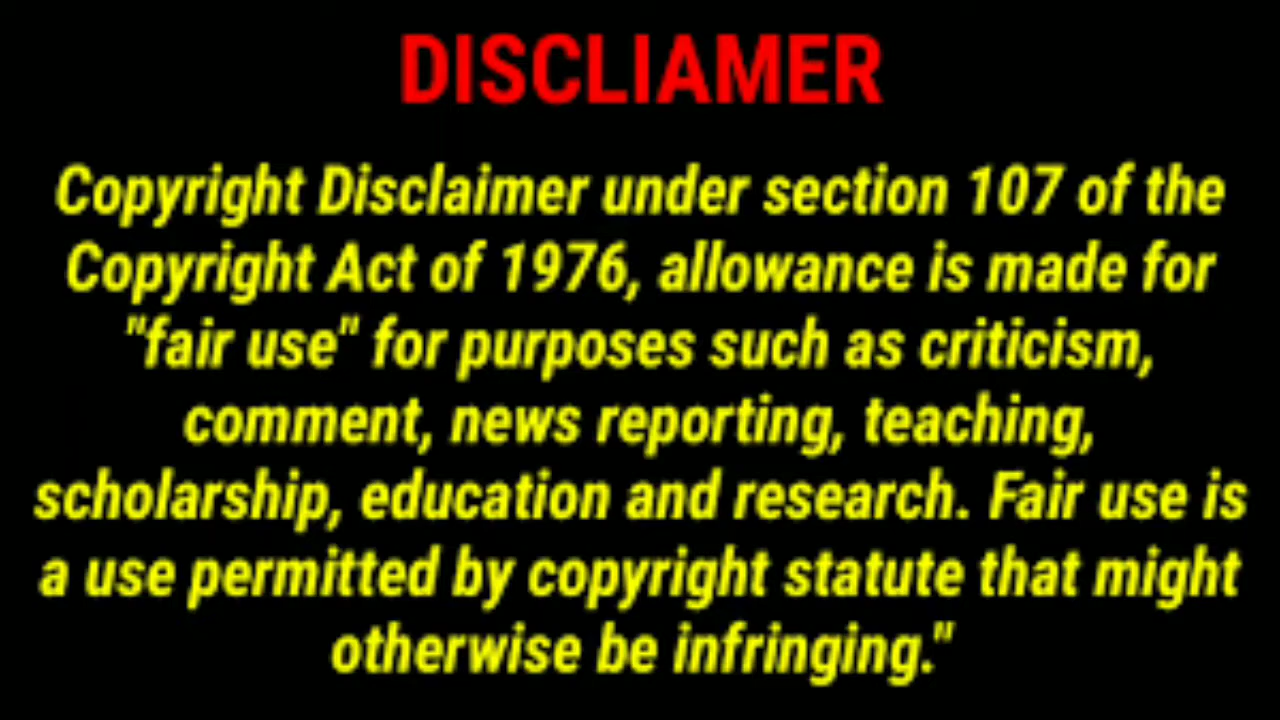 DISCLIAMER
Copyright Disclaimer under section 107 of the
Copyright Act of 1976, allowance is made for
"fair use" for purposes such as criticism,
comment, news reporting, teaching,
scholarship, education and research. Fair use is
a use permitted by copyright statute that might
otherwise be infringing."